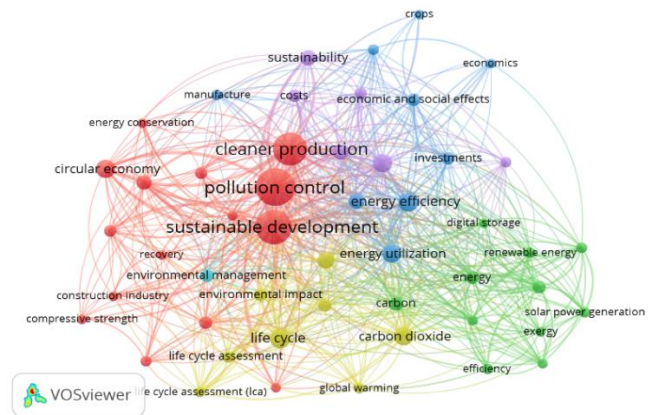 crops
sustainability
economics
manufacture
costs
economic and social effects
energy conservation
cleaner production
circular economy
investments
pollution control
energy efficiency
sustainable development
digital storage
recovery
energy utilization
renewable energy
environmental management
energy
construction industry
environmental impact
carbon
compressive strength
solar power generation
life cycle
carbon dioxide
exergy
life cycle assessment
efficiency
VOSviewer
life cycle assessment (lca)
global warming